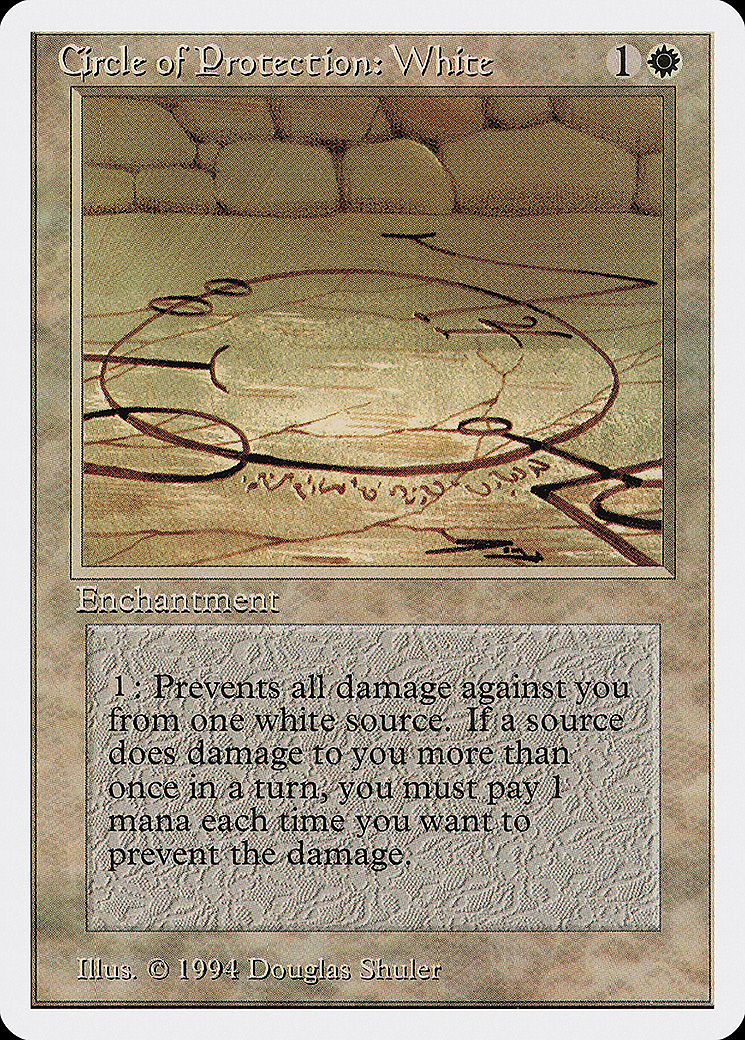 Circle of Protection: White 1
Enchantment
1: Prevents all damage against you
from one white source. If a source
does damage to you more than
once in a turn, you must pay 1
mana each time you want to
prevent the damage.
Illus. © 1994 Douglas Shuler